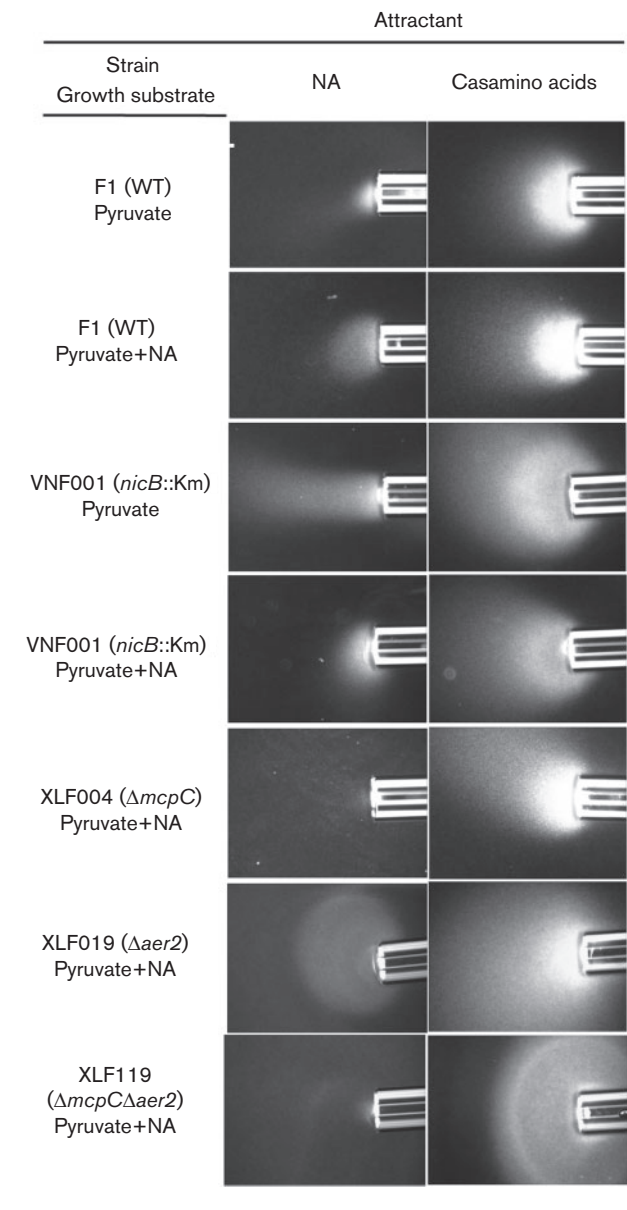 Attractant
Strain
Growth substrate
NA
Casamino acids
F1 (WT)
Pyruvate
F1 (WT)
Pyruvate+NA
VNF001 (nicB::Km)
Pyruvate
VNF001 (nicB::Km)
Pyruvate+NA
XLF004 (ΔmcpC)
Pyruvate+NA
XLF019 (Δaer2)
Pyruvate+NA
XLF119
(ΔmcpCΔaer2)
Pyruvate+NA